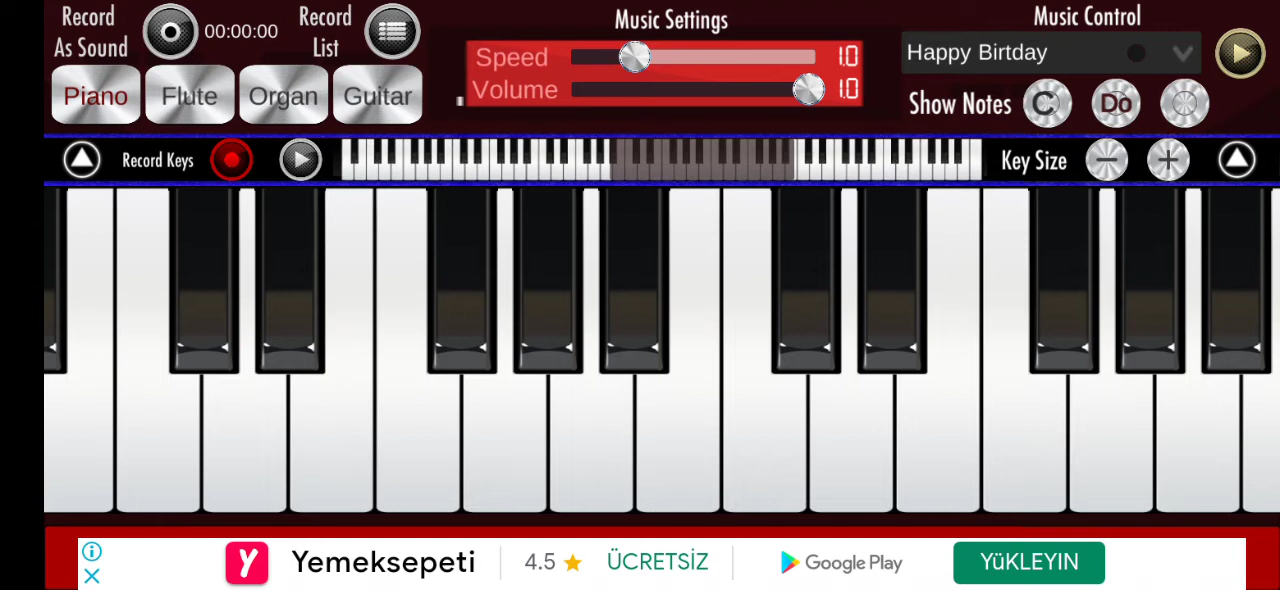 Record
As Sound
00:00:00
Record
List
Music Settings
Music Control
Speed 1.0
Volume 1.0
Happy Birtday
Piano
Flute
Organ
Guitar
Show Notes
C
Do
Record Keys
Key Size
Yemeksepeti
4.5
ÜCRETSİZ
Google Play
YüKLEYIN